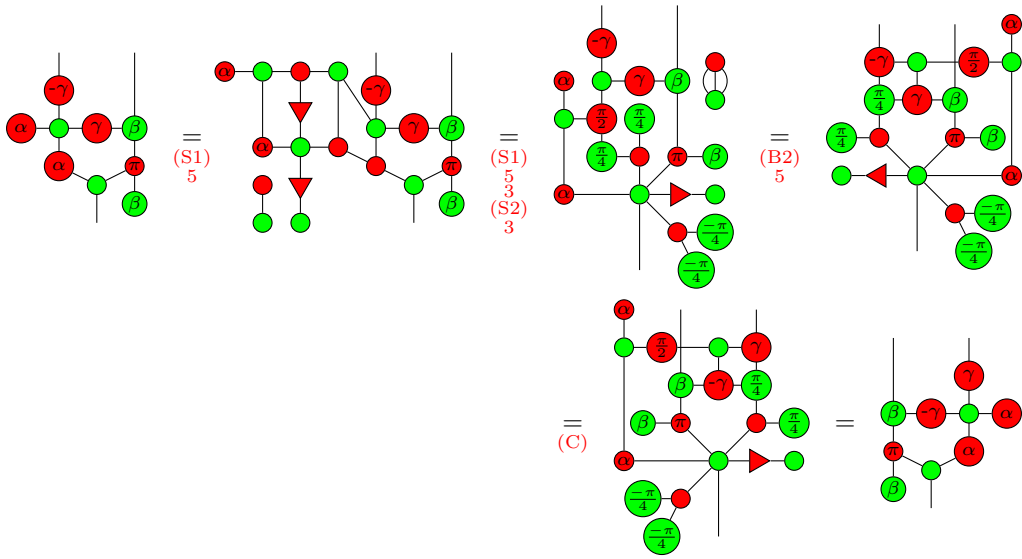 -γ
α γ β
α π
β
=
(S1)
5
α
-γ
γ β
α π
β
=
(S1)
5
3
(S2)
3
-γ
α γ β
π/2 π/4
π/4 π β
α
-π/4
-π/4
=
(B2)
5
α
-γ π/2
π/4 γ β
π/4 π β
α
-π/4
-π/4
=
(C)
α
π/2 γ
β -γ π/4
β π π/4
α
-π/4
-π/4
=
γ
β -γ α
π α
β